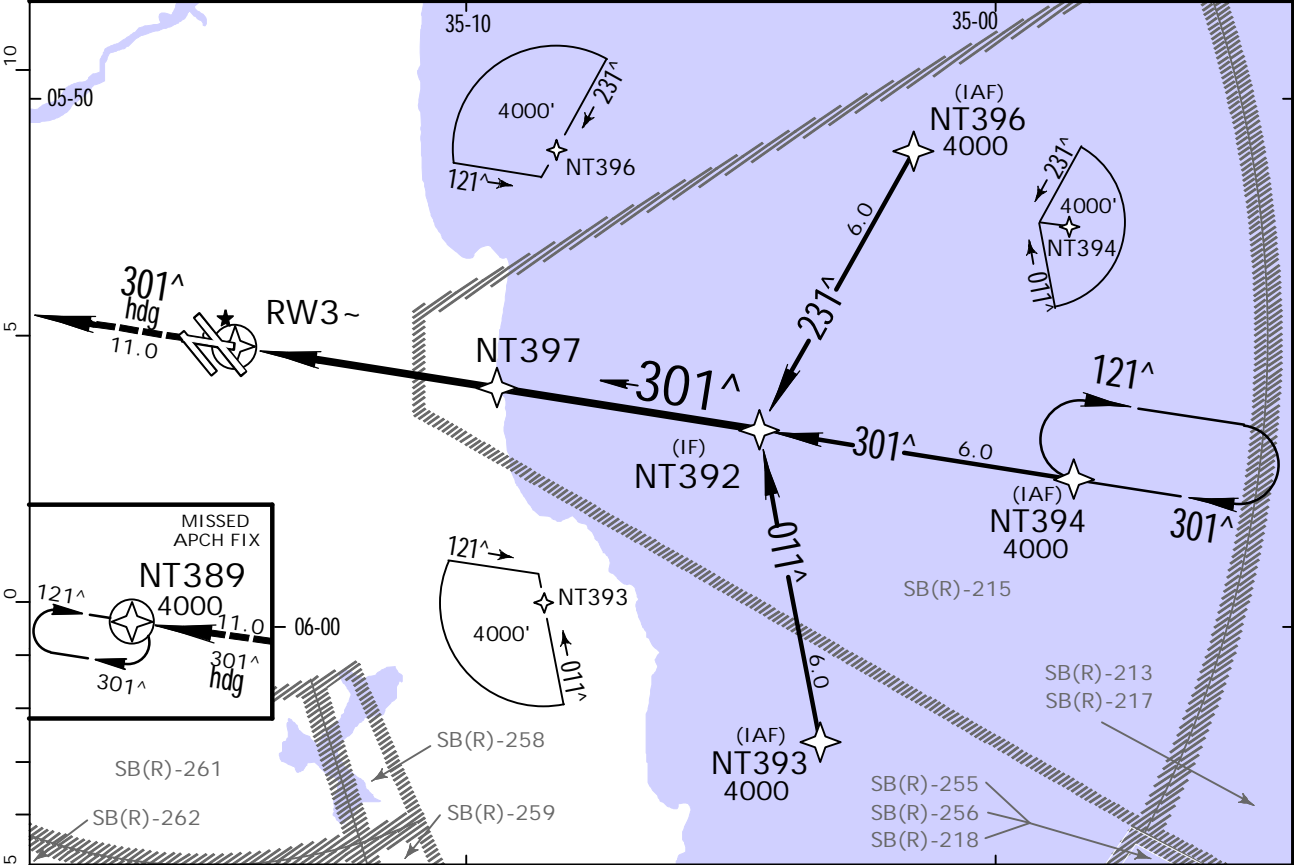 35-10
35-00
10
05-50
4000'
231^
NT396
121^
(IAF)
NT396
4000
231^
4000'
NT394
011^
6.0
231^
301^
hdg
11.0
RW3~
5
NT397
301^
121^
(IF)
NT392
301^
6.0
(IAF)
NT394
4000
301^
MISSED
APCH FIX
NT389
4000
121^
11.0
301^
301^
hdg
0
06-00
121^
NT393
4000'
011^
011^
6.0
SB(R)-215
(IAF)
NT393
4000
SB(R)-213
SB(R)-217
SB(R)-258
SB(R)-261
SB(R)-262
SB(R)-259
SB(R)-255
SB(R)-256
SB(R)-218
5